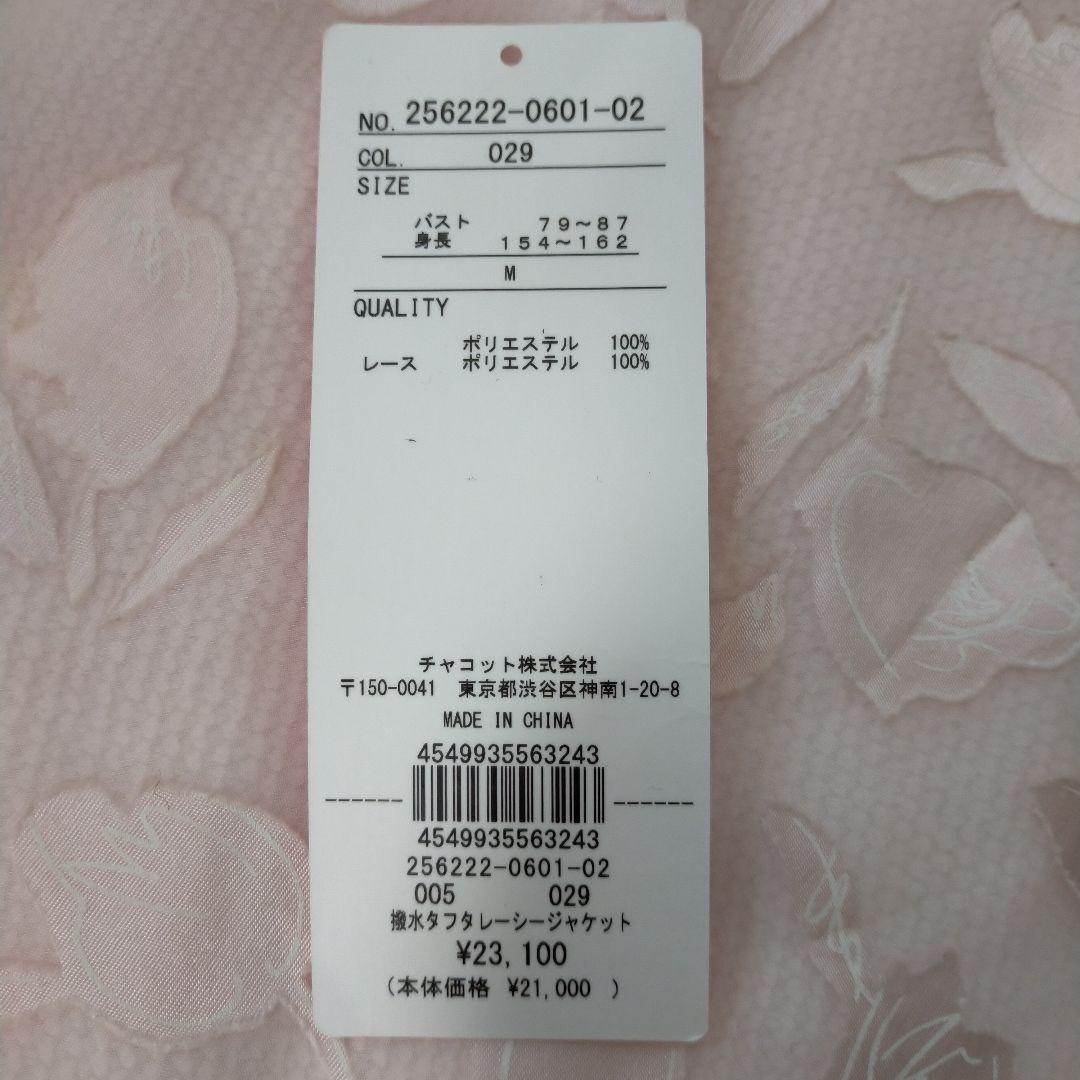 NO. 256222-0601-02
COL. 029
SIZE
バスト 79～87
身長 154～162
M
QUALITY
ポリエステル 100%
レース ポリエステル 100%
チャコット株式会社
〒150-0041 東京都渋谷区神南1-20-8
MADE IN CHINA
4549935563243
4549935563243
256222-0601-02
005 029
撥水タフタレーシージャケット
¥23,100
(本体価格 ¥21,000 )